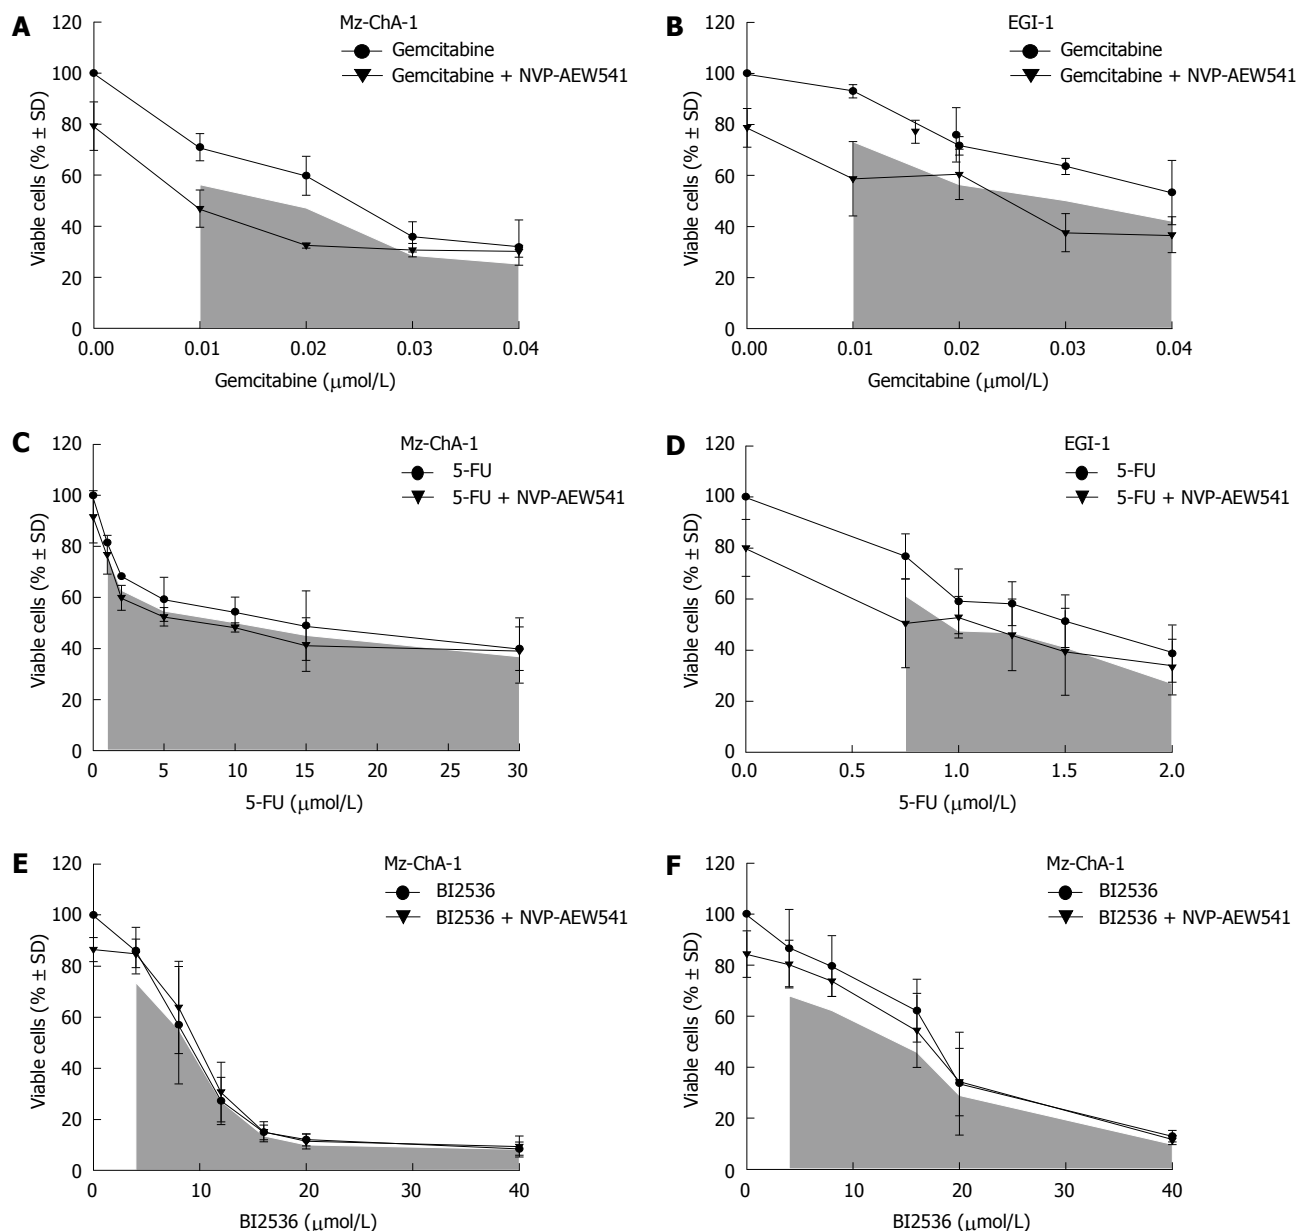 A
Mz-ChA-1
Gemcitabine
Gemcitabine + NVP-AEW541
Viable cells (% ± SD)
120
100
80
60
40
20
0
0.00 0.01 0.02 0.03 0.04
Gemcitabine (μmol/L)
B
EGI-1
Gemcitabine
Gemcitabine + NVP-AEW541
Viable cells (% ± SD)
120
100
80
60
40
20
0
0.00 0.01 0.02 0.03 0.04
Gemcitabine (μmol/L)
C
Mz-ChA-1
5-FU
5-FU + NVP-AEW541
Viable cells (% ± SD)
120
100
80
60
40
20
0
0 5 10 15 20 25 30
5-FU (μmol/L)
D
EGI-1
5-FU
5-FU + NVP-AEW541
Viable cells (% ± SD)
120
100
80
60
40
20
0
0.0 0.5 1.0 1.5 2.0
5-FU (μmol/L)
E
Mz-ChA-1
BI2536
BI2536 + NVP-AEW541
Viable cells (% ± SD)
120
100
80
60
40
20
0
0 10 20 30 40
BI2536 (μmol/L)
F
Mz-ChA-1
BI2536
BI2536 + NVP-AEW541
Viable cells (% ± SD)
120
100
80
60
40
20
0
0 10 20 30 40
BI2536 (μmol/L)